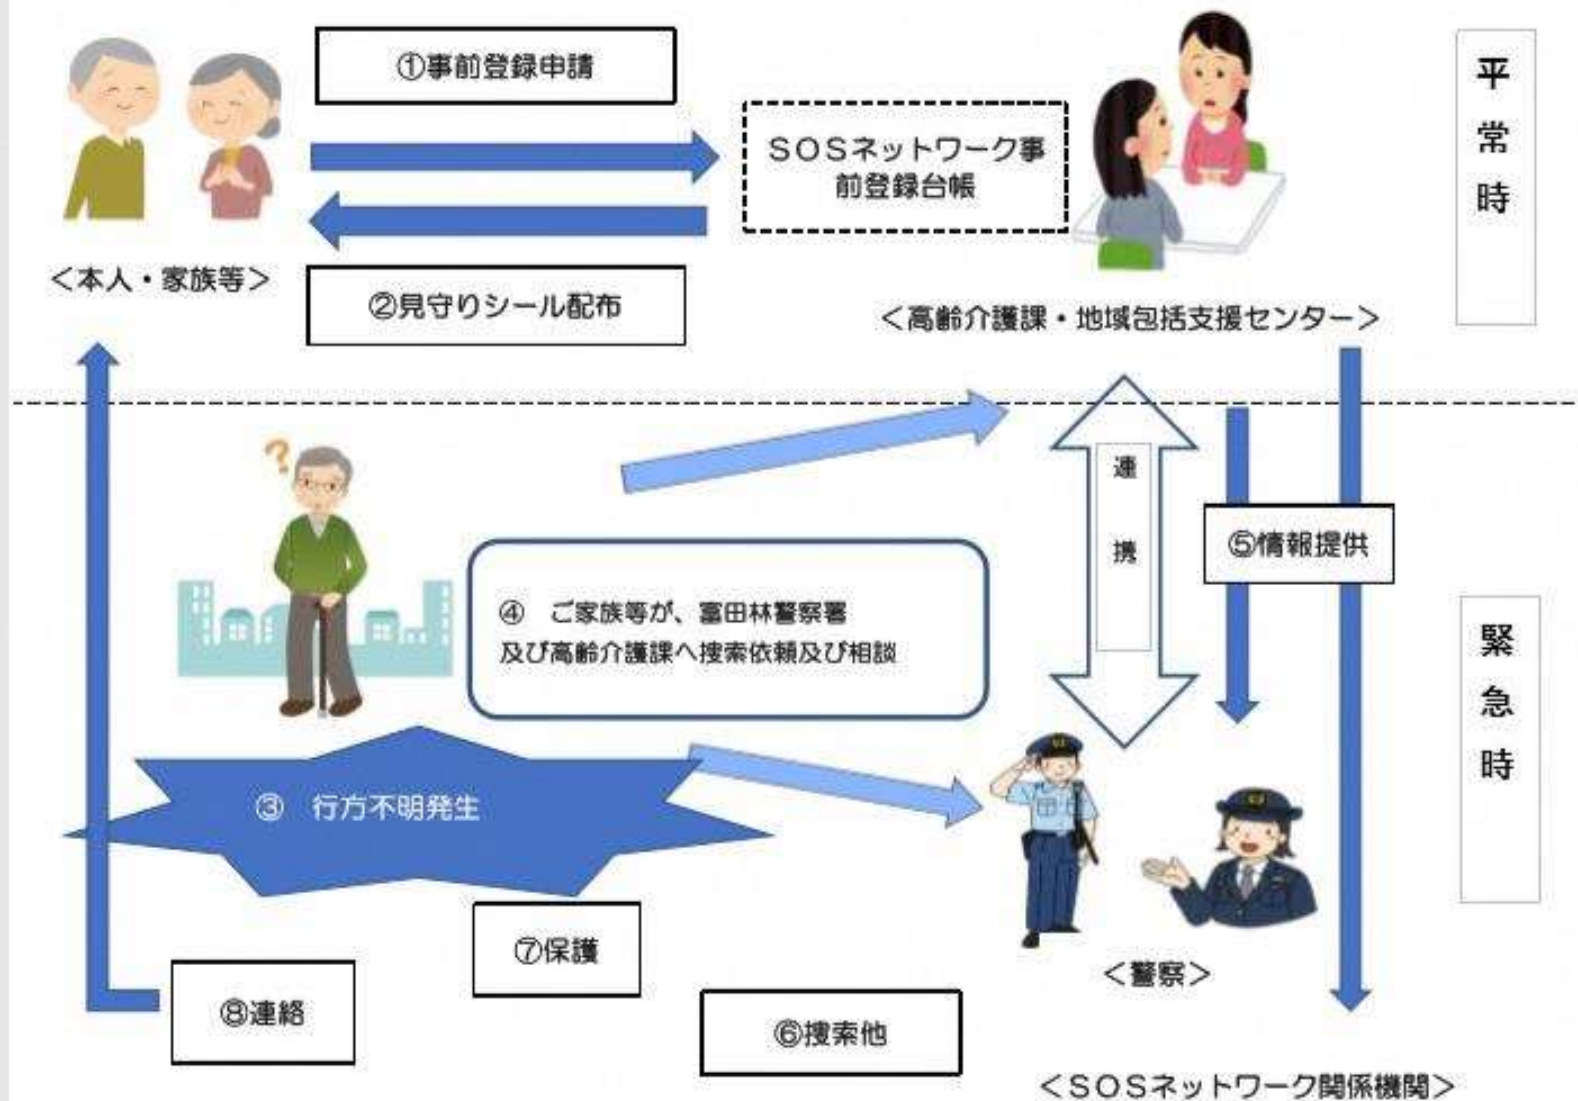 ①事前登録申請
SOSネットワーク事
前登録台帳
平常時
<本人・家族等>
②見守りシール配布
<高齢介護課・地域包括支援センター>
?
連携
⑤情報提供
④ ご家族等が、富田林警察署
及び高齢介護課へ捜索依頼及び相談
緊急時
③ 行方不明発生
⑦保護
<警察>
⑧連絡
⑥捜索他
<SOSネットワーク関係機関>